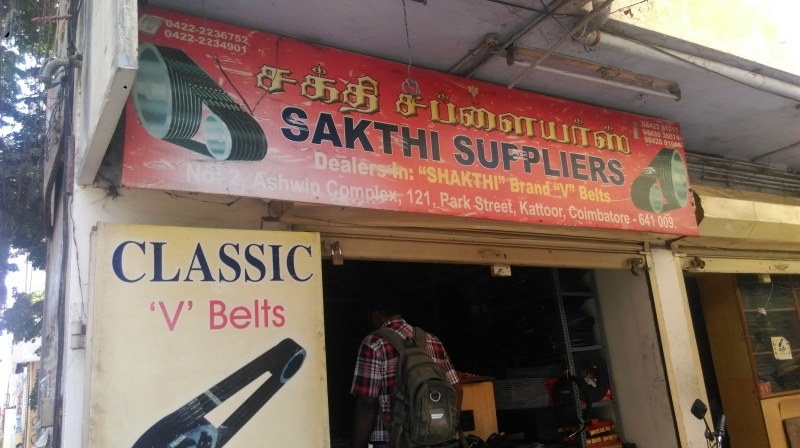 0422-2236752
0422-2234901
சக்தி சப்ளையர்ஸ்
SAKTHI SUPPLIERS
Dealers in: "SHAKTHI" Brand "V" Belts
No: 2, Ashwin Complex, 121, Park Street, Kattoor, Coimbatore - 641 009.
CLASSIC
'V' Belts